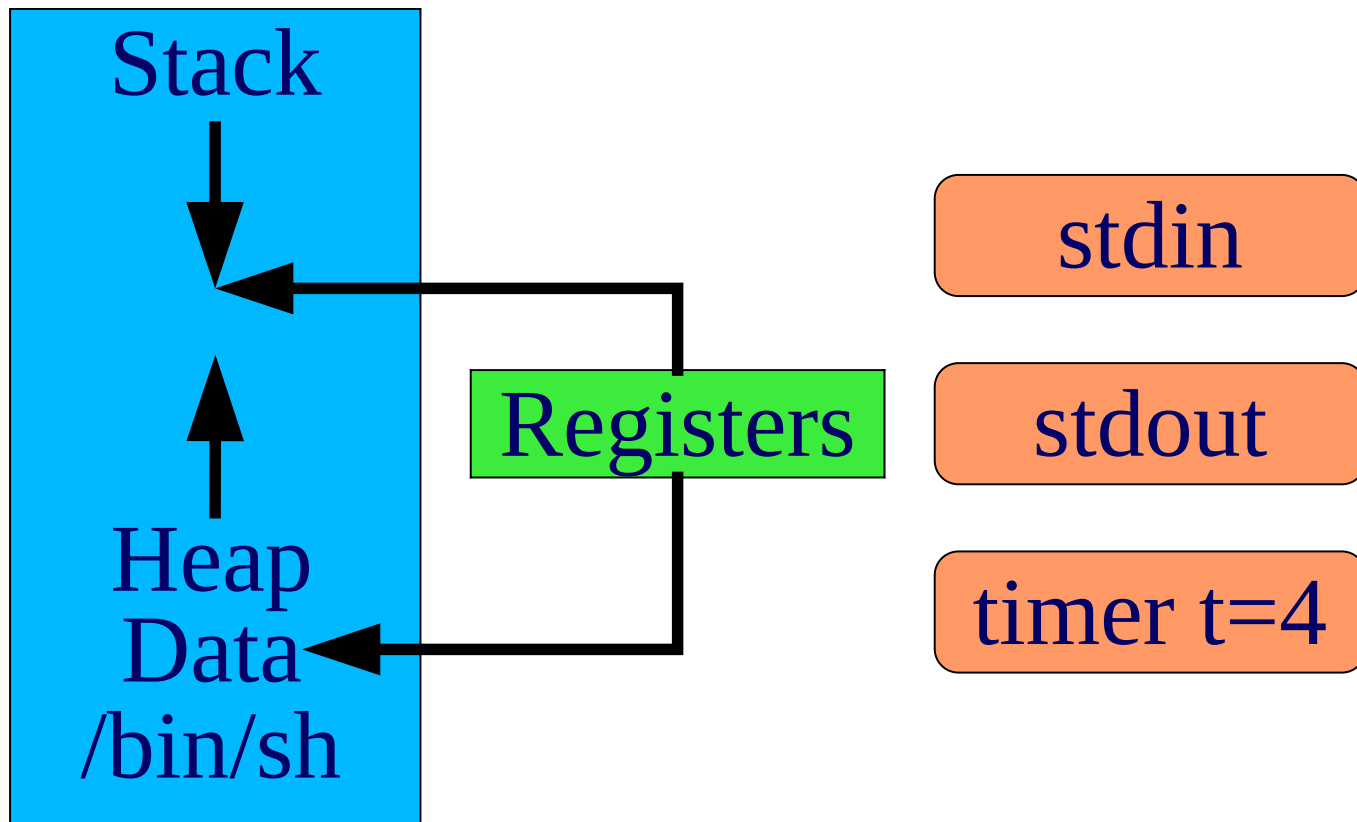 Stack
stdin
Registers
stdout
Heap
timer t=4
Data
/bin/sh